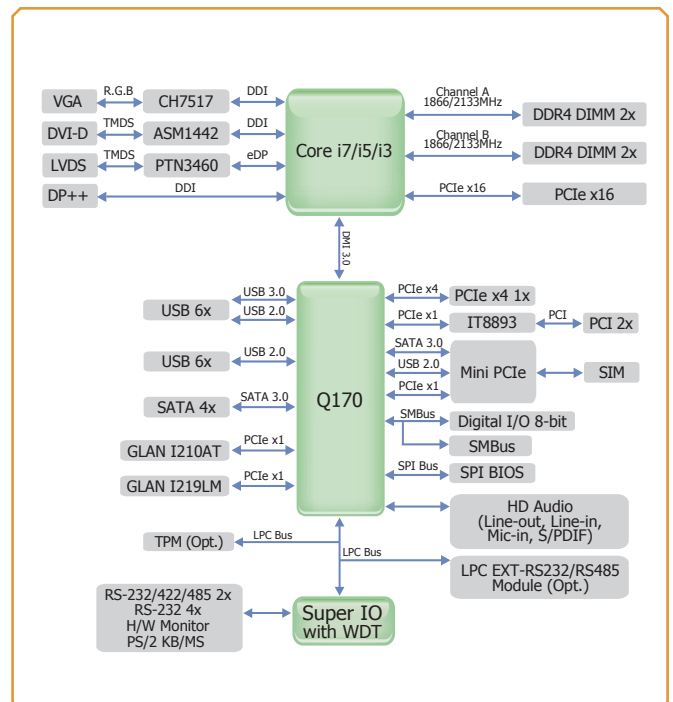 VGA
R.G.B
CH7517
DDI
DVI-D
TMDS
ASM1442
DDI
LVDS
TMDS
PTN3460
eDP
DP++
DDI
Core i7/i5/i3
Channel A
1866/2133MHz
DDR4 DIMM 2x
Channel B
1866/2133MHz
DDR4 DIMM 2x
PCIe x16
PCIe x16
DMI 3.0
USB 6x
USB 3.0
USB 2.0
USB 6x
USB 2.0
SATA 4x
SATA 3.0
GLAN I210AT
PCIe x1
GLAN I219LM
PCIe x1
Q170
PCIe x4
PCIe x4 1x
PCIe x1
IT8893
PCI
PCI 2x
SATA 3.0
USB 2.0
PCIe x1
Mini PCIe
SIM
SMBus
Digital I/O 8-bit
SMBus
SPI Bus
SPI BIOS
HD Audio
(Line-out, Line-in,
Mic-in, S/PDIF)
TPM (Opt.)
LPC Bus
LPC Bus
LPC EXT-RS232/RS485
Module (Opt.)
RS-232/422/485 2x
RS-232 4x
H/W Monitor
PS/2 KB/MS
Super IO
with WDT